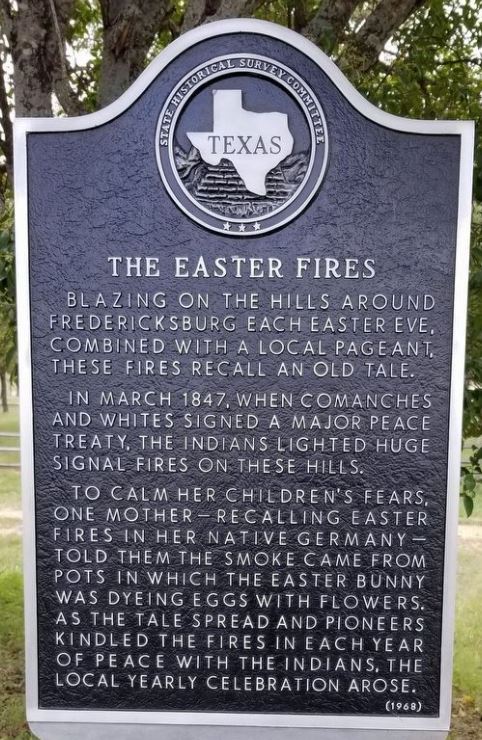 STATE HISTORICAL SURVEY COMMITTEE
TEXAS
THE EASTER FIRES
BLAZING ON THE HILLS AROUND
FREDERICKSBURG EACH EASTER EVE,
COMBINED WITH A LOCAL PAGEANT,
THESE FIRES RECALL AN OLD TALE.
IN MARCH 1847, WHEN COMANCHES
AND WHITES SIGNED A MAJOR PEACE
TREATY, THE INDIANS LIGHTED HUGE
SIGNAL FIRES ON THESE HILLS.
TO CALM HER CHILDREN'S FEARS,
ONE MOTHER—RECALLING EASTER
FIRES IN HER NATIVE GERMANY—
TOLD THEM THE SMOKE CAME FROM
POTS IN WHICH THE EASTER BUNNY
WAS DYEING EGGS WITH FLOWERS.
AS THE TALE SPREAD AND PIONEERS
KINDLED THE FIRES IN EACH YEAR
OF PEACE WITH THE INDIANS, THE
LOCAL YEARLY CELEBRATION AROSE.
(1968)